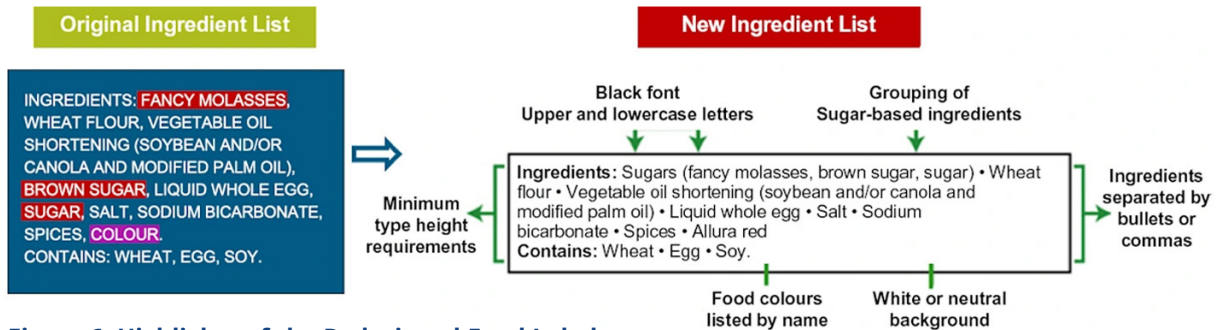 Original Ingredient List
New Ingredient List
INGREDIENTS: FANCY MOLASSES,
WHEAT FLOUR, VEGETABLE OIL
SHORTENING (SOYBEAN AND/OR
CANOLA AND MODIFIED PALM OIL),
BROWN SUGAR, LIQUID WHOLE EGG,
SUGAR, SALT, SODIUM BICARBONATE,
SPICES, COLOUR.
CONTAINS: WHEAT, EGG, SOY.
Black font
Upper and lowercase letters
Grouping of
Sugar-based ingredients
Minimum
type height
requirements
Ingredients: Sugars (fancy molasses, brown sugar, sugar) • Wheat
flour • Vegetable oil shortening (soybean and/or canola and
modified palm oil) • Liquid whole egg • Salt • Sodium
bicarbonate • Spices • Allura red
Contains: Wheat • Egg • Soy.
Ingredients
separated by
bullets or
commas
Food colours
listed by name
White or neutral
background